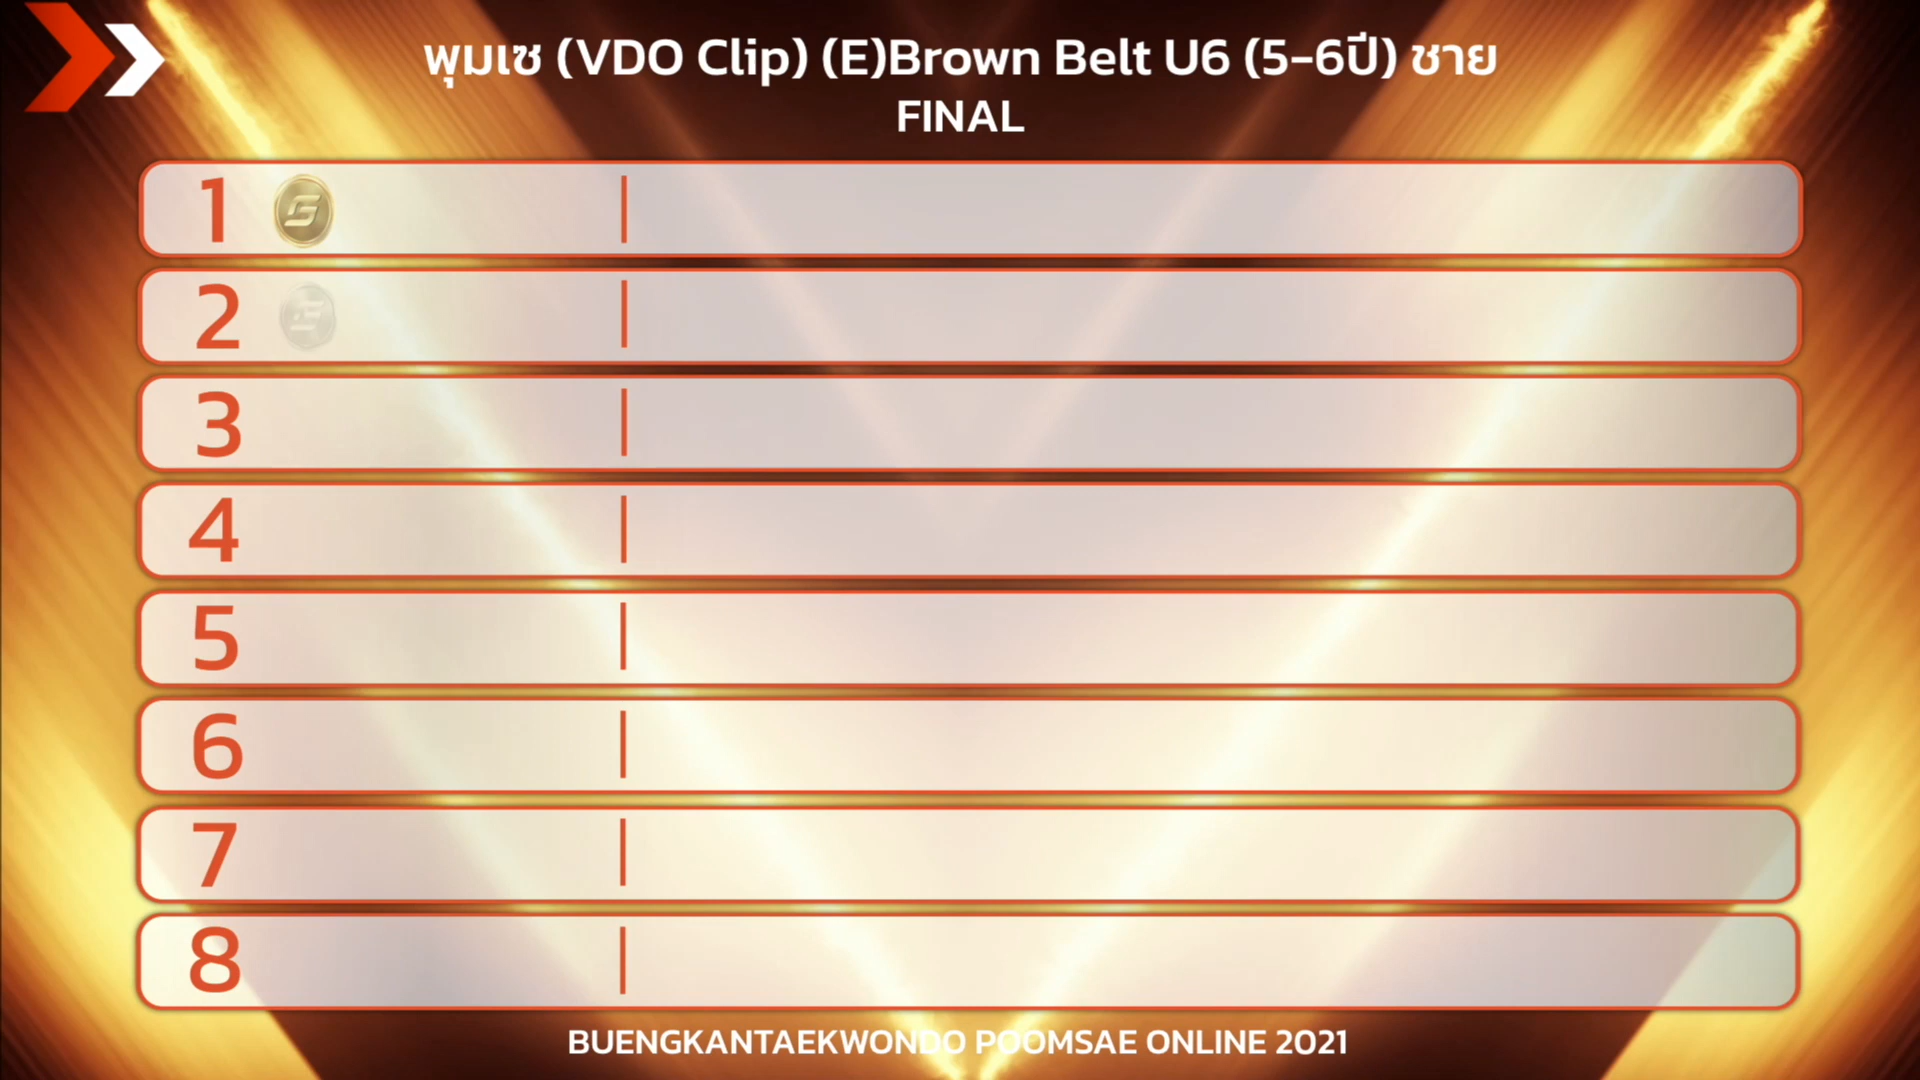 พุมเซ (VDO Clip) (E)Brown Belt U6 (5-6ปี) ชาย
FINAL
1
2
3
4
5
6
7
8
BUENGKANTAEKWONDO POOMSAE ONLINE 2021